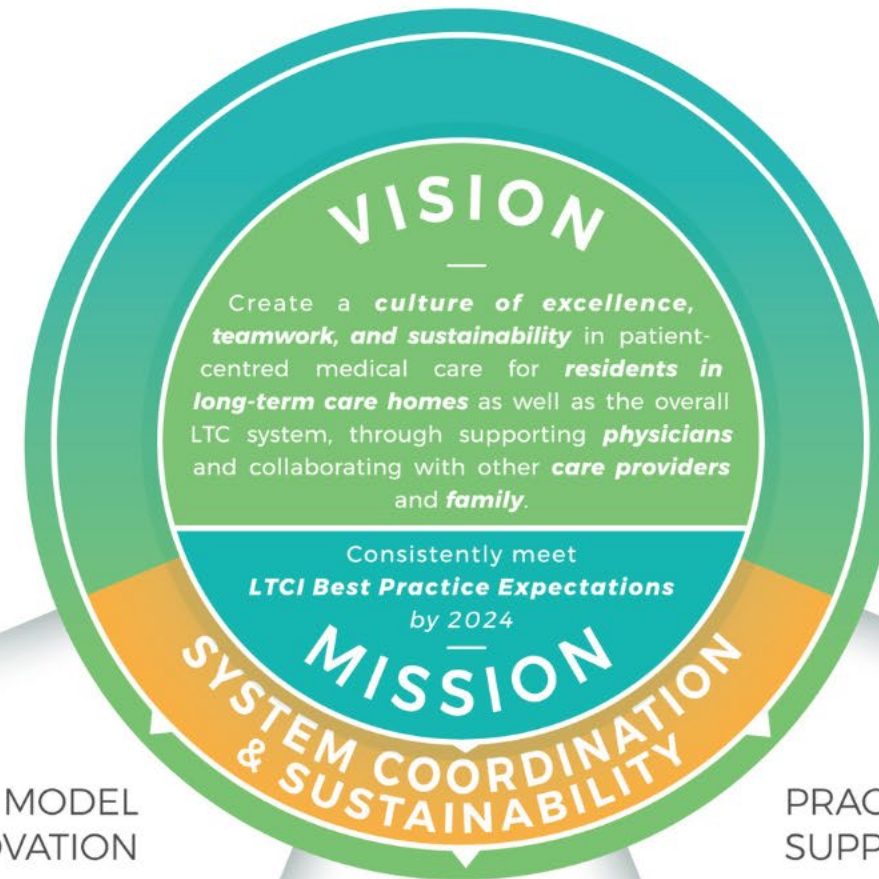 VISION
Create a culture of excellence,
teamwork, and sustainability in patient-
centred medical care for residents in
long-term care homes as well as the overall
LTC system, through supporting physicians
and collaborating with other care providers
and family.
Consistently meet
LTCI Best Practice Expectations
by 2024
MISSION
SYSTEM COORDINATION
& SUSTAINABILITY
MODEL